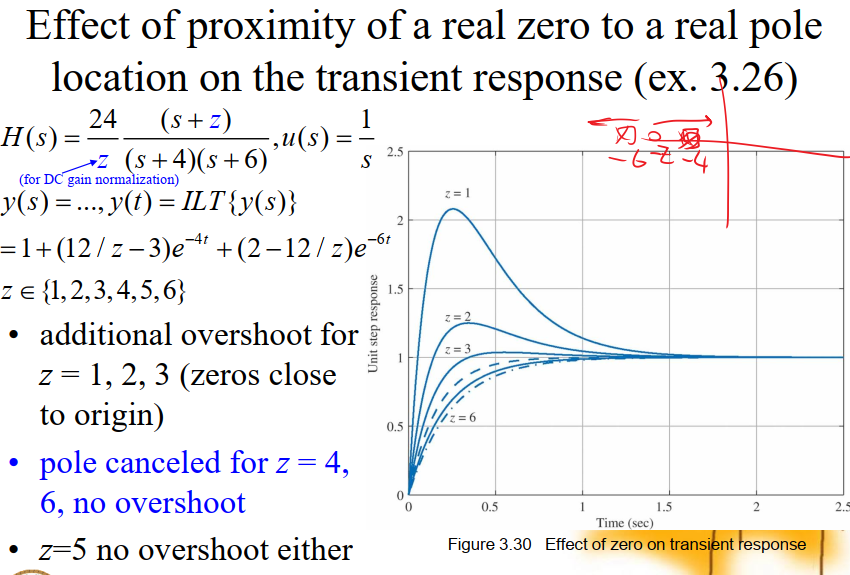 Effect of proximity of a real zero to a real pole
location on the transient response (ex. 3.26)
H(s) = 24/z (s + z)/((s + 4)(s + 6)), u(s) = 1/s
(for DC gain normalization)
y(s) = ..., y(t) = ILT{y(s)}
= 1 + (12 / z − 3)e^{−4t} + (2 − 12 / z)e^{−6t}
z ∈ {1, 2, 3, 4, 5, 6}
• additional overshoot for
z = 1, 2, 3 (zeros close
to origin)
• pole canceled for z = 4,
6, no overshoot
• z=5 no overshoot either
-6 z -4
Unit step response
2.5
2
1.5
1
0.5
0
z = 1
z = 2
z = 3
z = 6
0 0.5 1 1.5 2 2.5
Time (sec)
Figure 3.30 Effect of zero on transient response